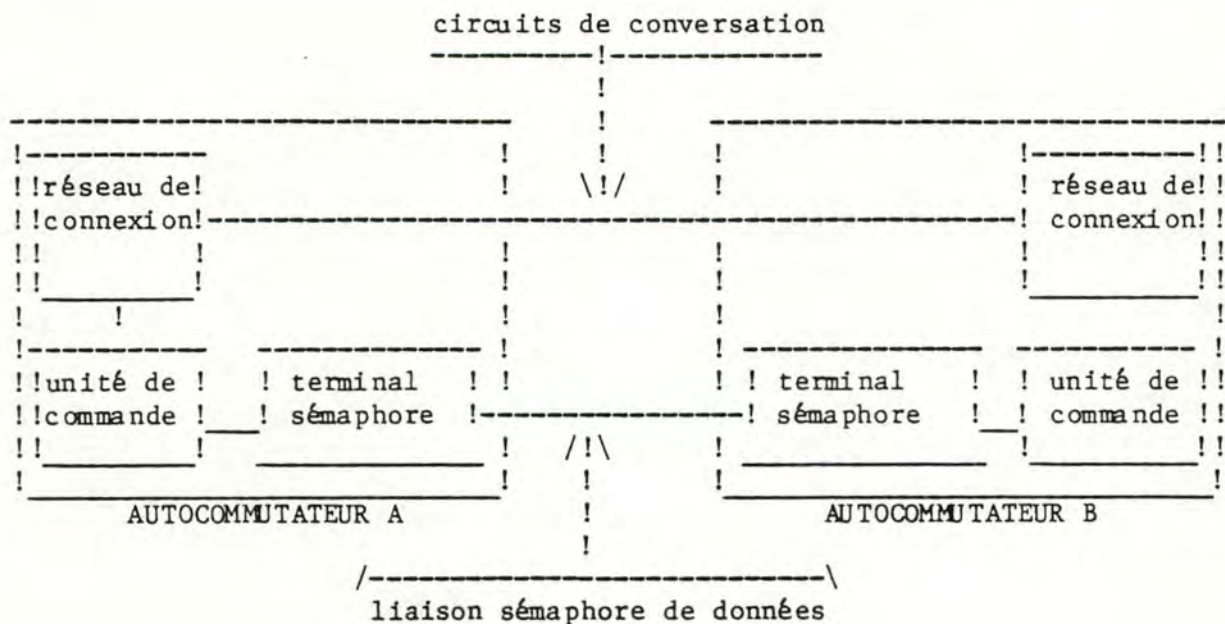 circuits de conversation
réseau de réseau de
connexion connexion
unité de terminal terminal unité de
commande sémaphore sémaphore commande
AUTOCOMMUTATEUR A AUTOCOMMUTATEUR B
liaison sémaphore de données